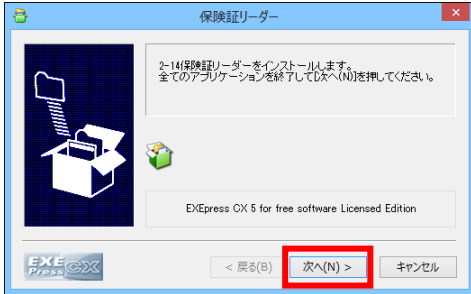 保険証リーダー
2-14保険証リーダーをインストールします。
全てのアプリケーションを終了して[次へ(N)]を押してください。
EXEpress CX 5 for free software Licensed Edition
EXE
Press CX
< 戻る(B)
次へ(N) >
キャンセル